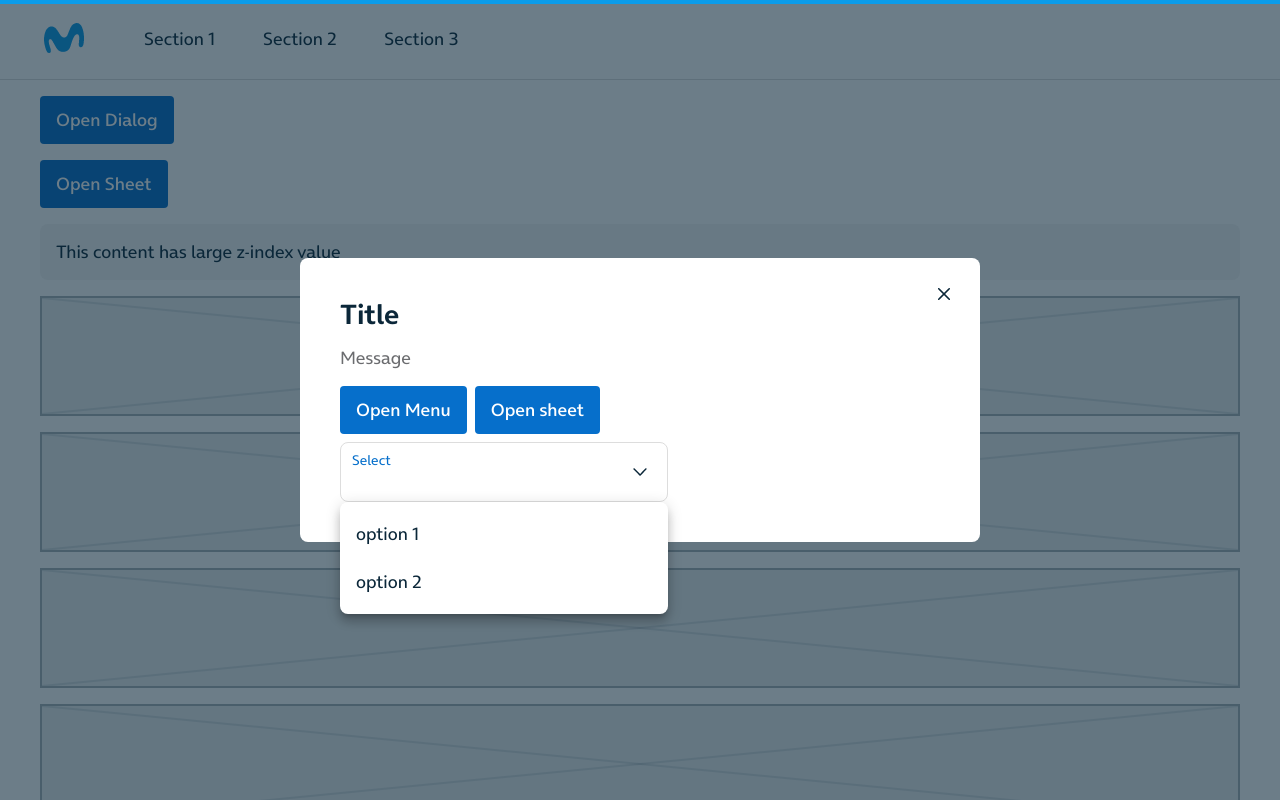 Section 1 Section 2 Section 3
Open Dialog
Open Sheet
This content has large z-index value
Title
Message
Open Menu Open sheet
Select
option 1
option 2